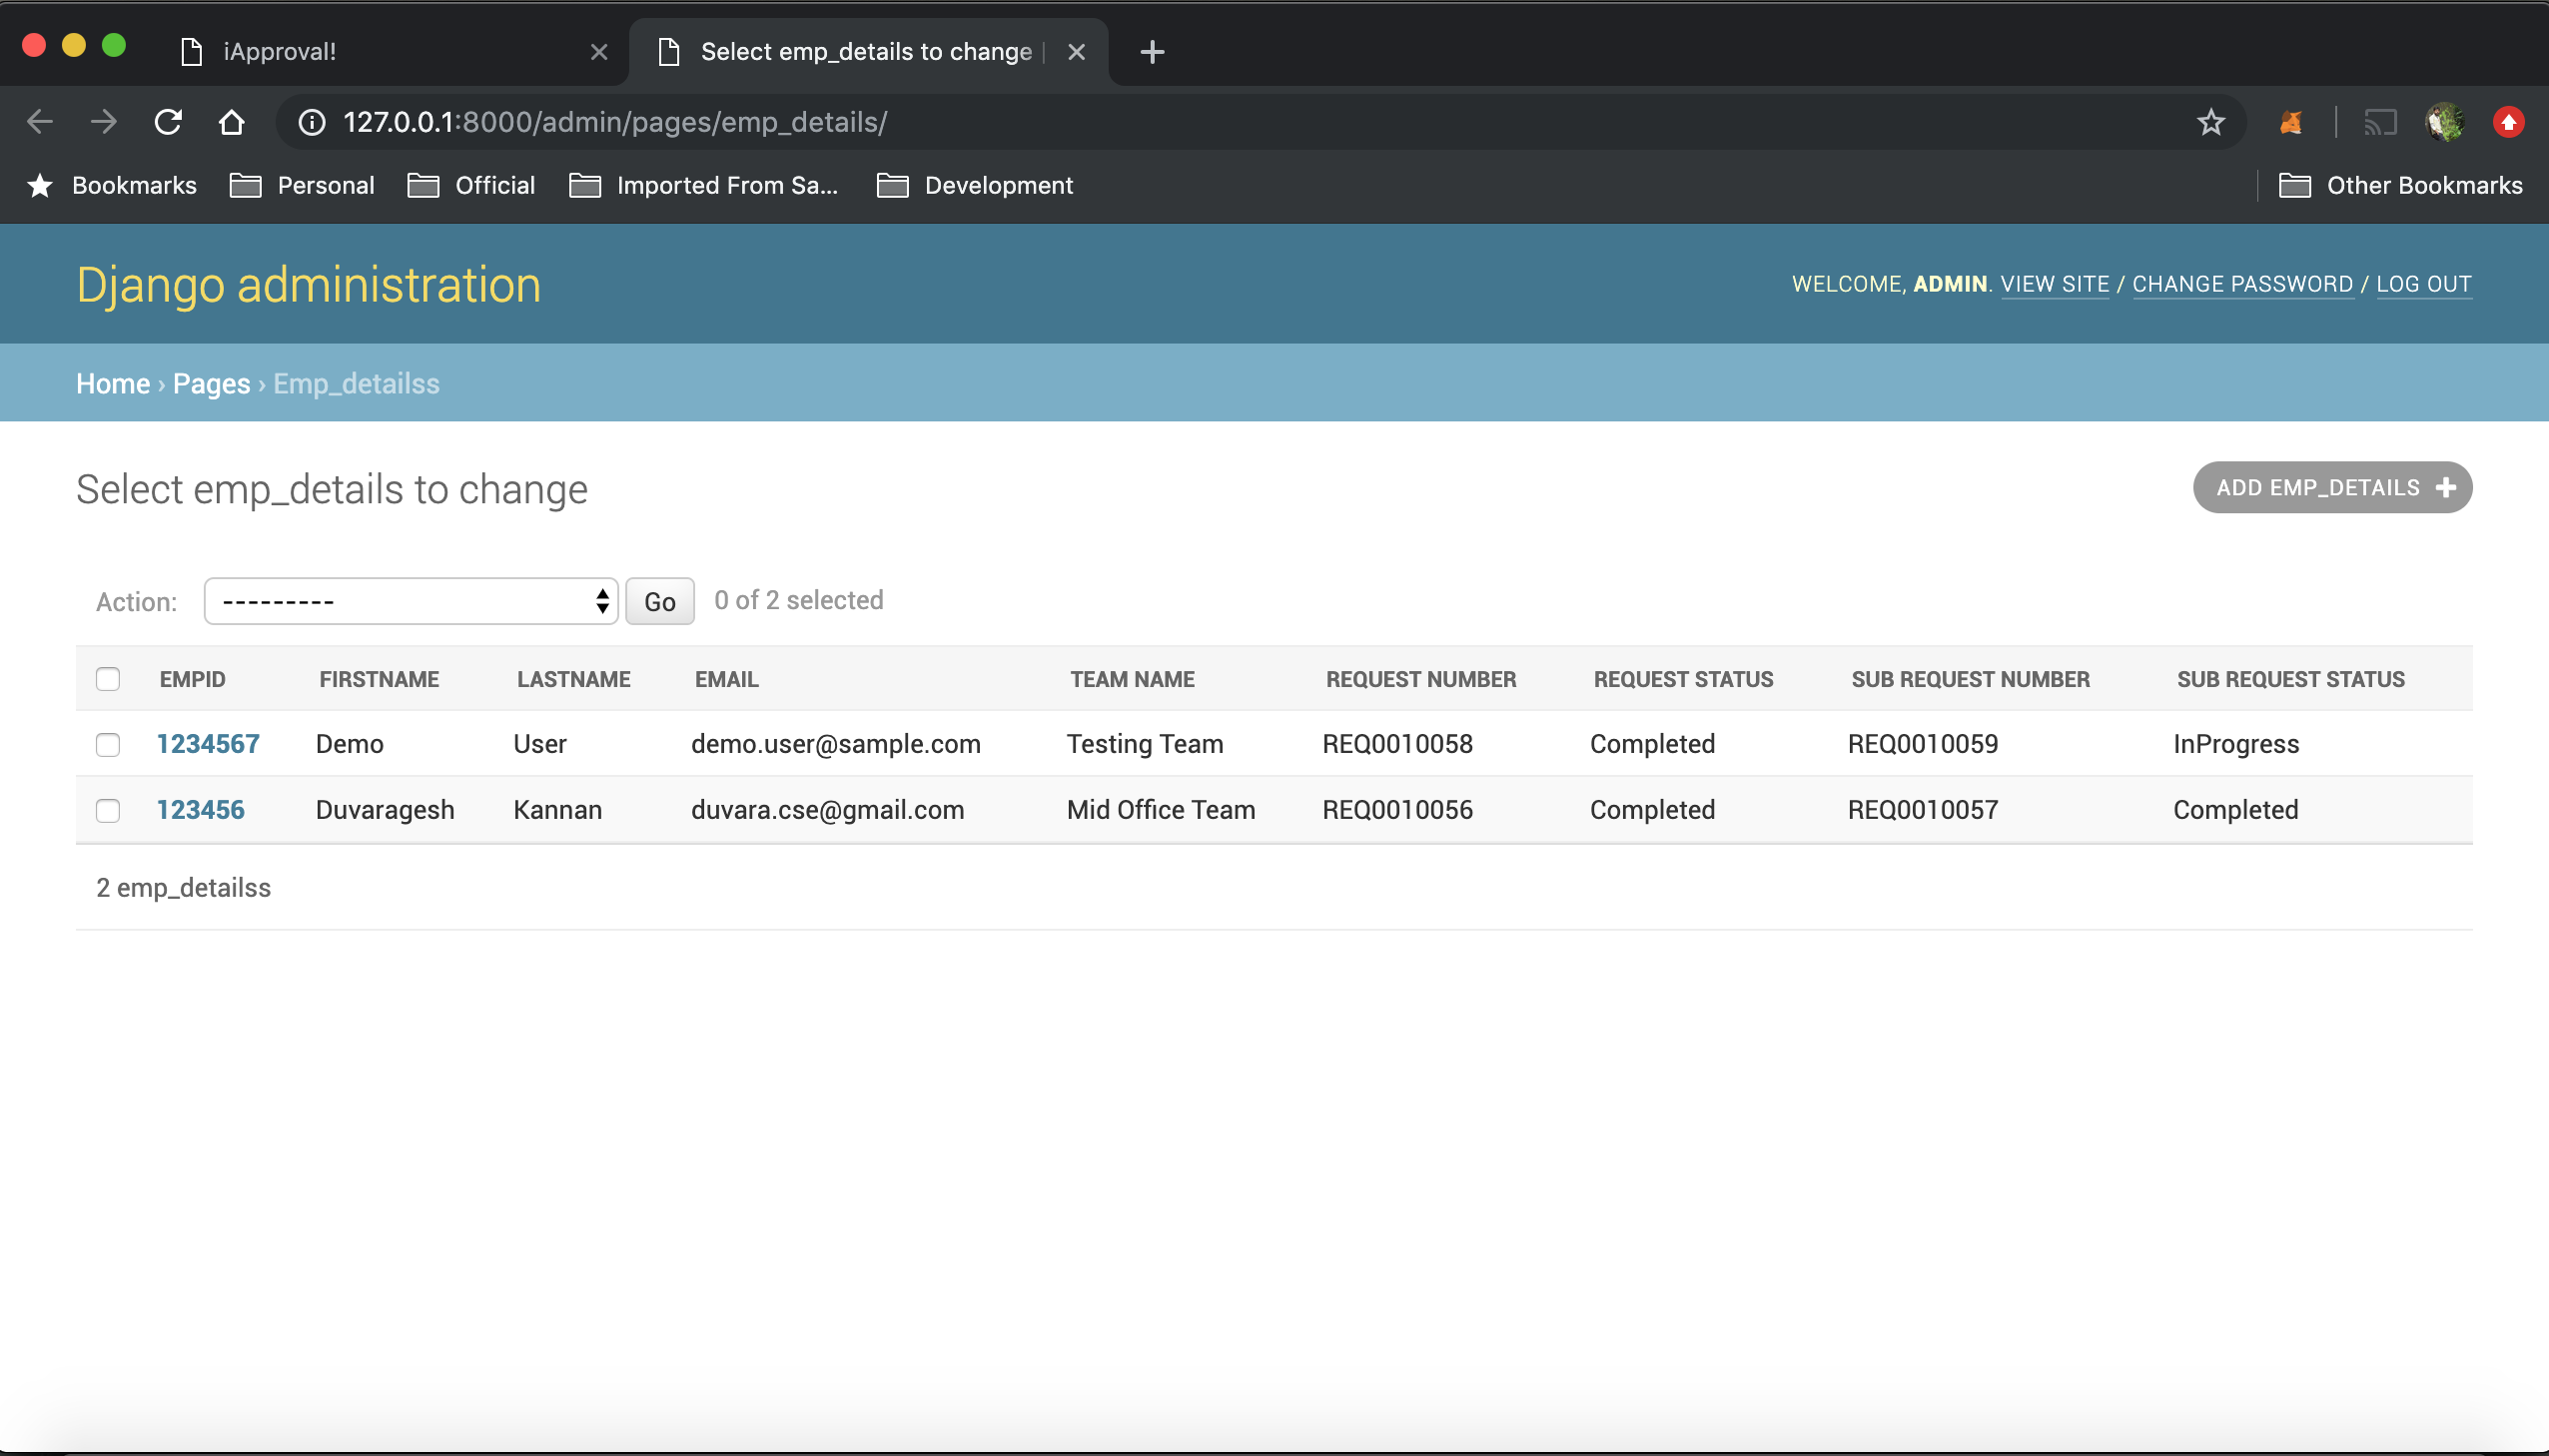 iApproval!
Select emp_details to change |
127.0.0.1:8000/admin/pages/emp_details/
Bookmarks Personal Official Imported From Sa... Development Other Bookmarks
Django administration
WELCOME, ADMIN. VIEW SITE / CHANGE PASSWORD / LOG OUT
Home › Pages › Emp_detailss
Select emp_details to change
ADD EMP_DETAILS +
Action: --------- Go 0 of 2 selected
EMPID FIRSTNAME LASTNAME EMAIL TEAM NAME REQUEST NUMBER REQUEST STATUS SUB REQUEST NUMBER SUB REQUEST STATUS
1234567 Demo User demo.user@sample.com Testing Team REQ0010058 Completed REQ0010059 InProgress
123456 Duvaragesh Kannan duvara.cse@gmail.com Mid Office Team REQ0010056 Completed REQ0010057 Completed
2 emp_detailss